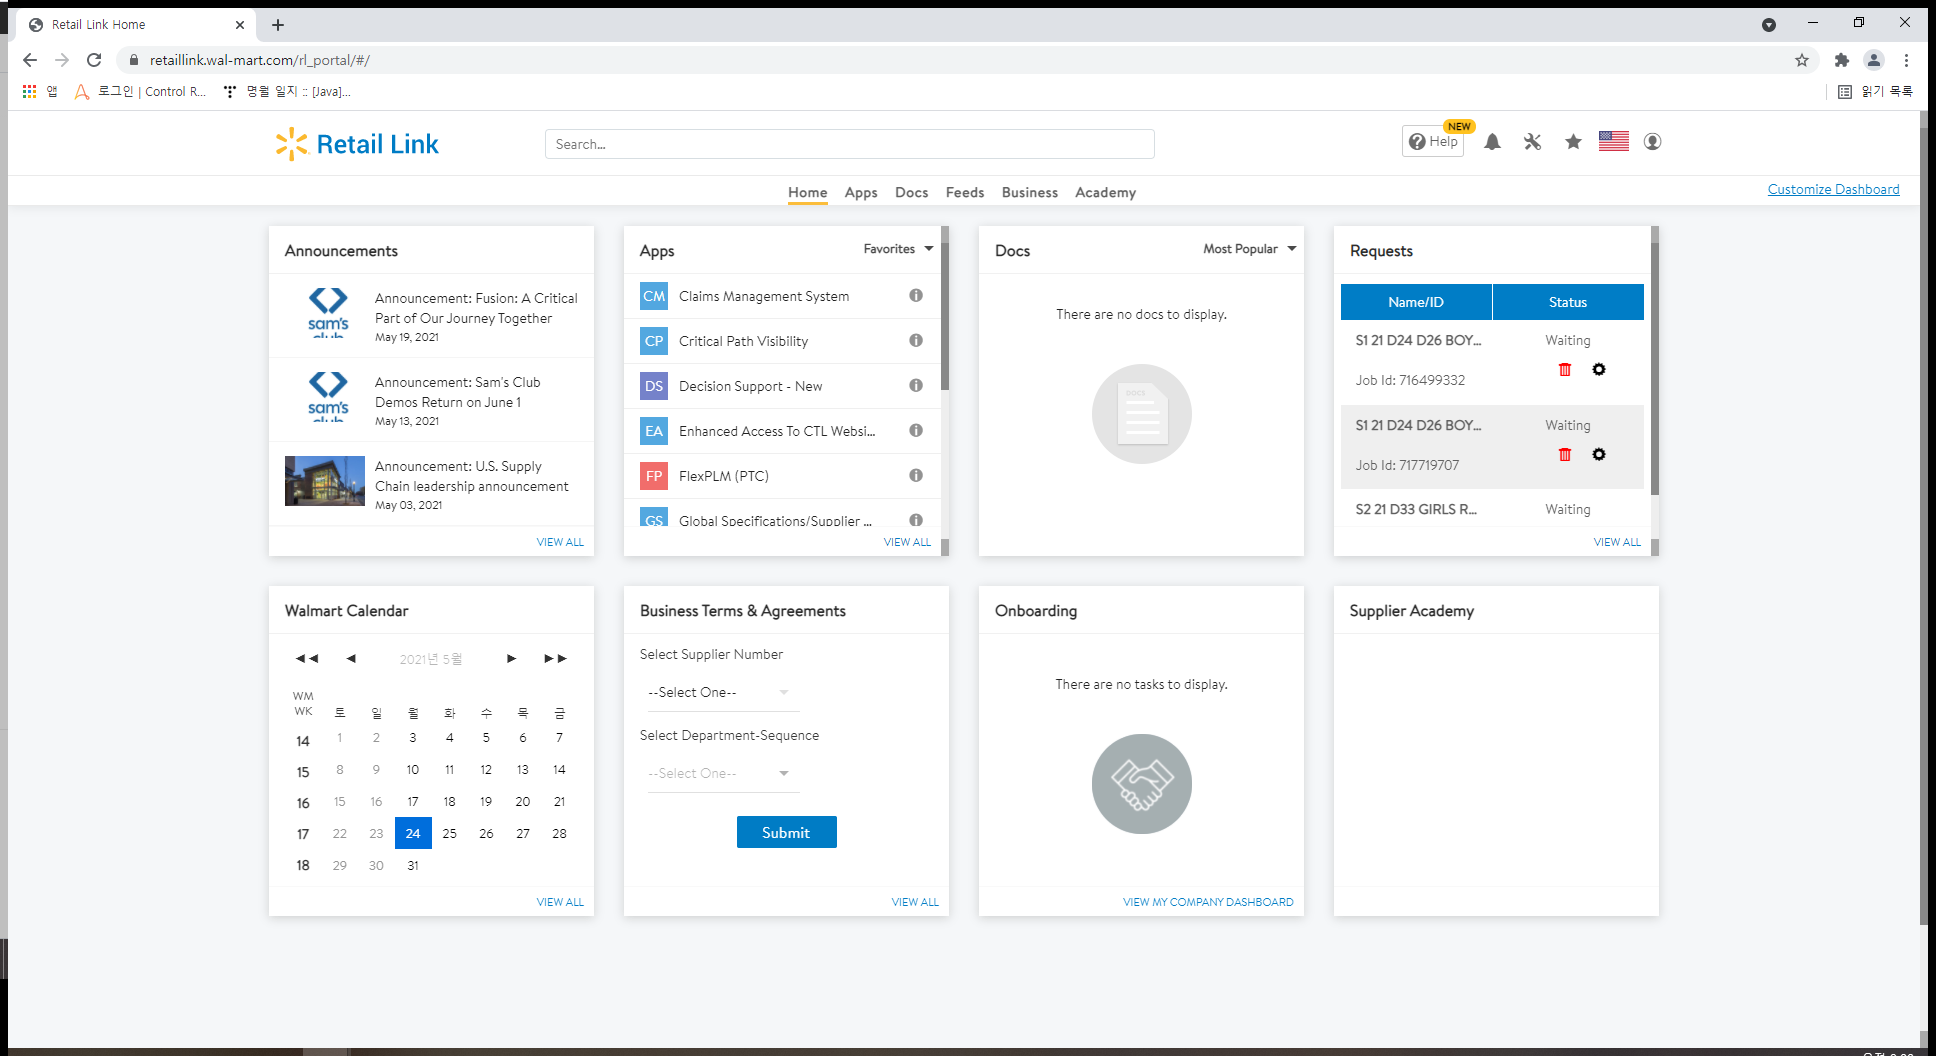 Retail Link Home
retaillink.wal-mart.com/rl_portal/#/
앱
로그인 | Control R...
명월 일지 :: [Java]...
읽기 목록
Retail Link
Search...
Help
NEW
Home Apps Docs Feeds Business Academy
Customize Dashboard
Announcements
sam's
club
Announcement: Fusion: A Critical
Part of Our Journey Together
May 19, 2021
sam's
club
Announcement: Sam's Club
Demos Return on June 1
May 13, 2021
Announcement: U.S. Supply
Chain leadership announcement
May 03, 2021
VIEW ALL
Apps
Favorites
CM Claims Management System
CP Critical Path Visibility
DS Decision Support - New
EA Enhanced Access To CTL Websi...
FP FlexPLM (PTC)
GS Global Specifications/Supplier ...
VIEW ALL
Docs
Most Popular
There are no docs to display.
DOCS
Requests
Name/ID Status
S1 21 D24 D26 BOY... Waiting
Job Id: 716499332
S1 21 D24 D26 BOY... Waiting
Job Id: 717719707
S2 21 D33 GIRLS R... Waiting
VIEW ALL
Walmart Calendar
2021년 5월
WM
WK 토 일 월 화 수 목 금
14 1 2 3 4 5 6 7
15 8 9 10 11 12 13 14
16 15 16 17 18 19 20 21
17 22 23 24 25 26 27 28
18 29 30 31
VIEW ALL
Business Terms & Agreements
Select Supplier Number
--Select One--
Select Department-Sequence
--Select One--
Submit
VIEW ALL
Onboarding
There are no tasks to display.
VIEW MY COMPANY DASHBOARD
Supplier Academy